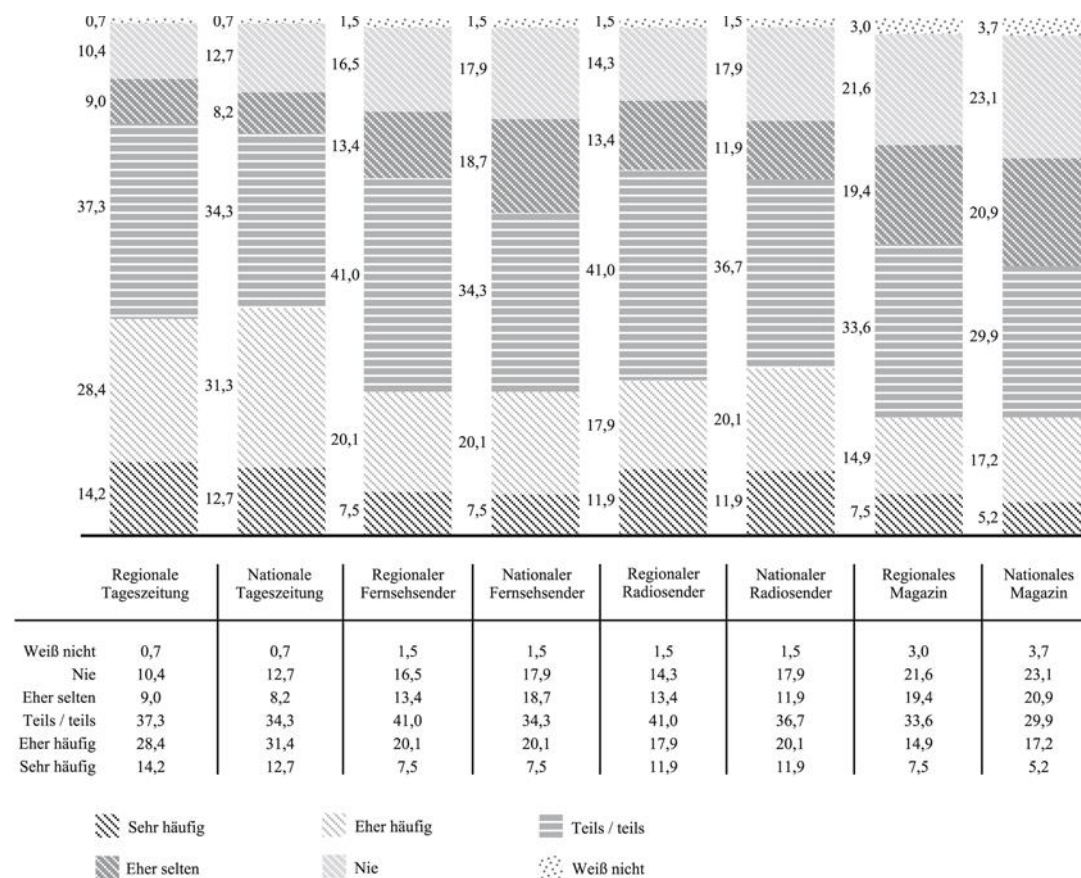 0,7 0,7 1,5 1,5 1,5 1,5 3,0 3,7
10,4 12,7 16,5 17,9 14,3 17,9 21,6 23,1
9,0 8,2 13,4 18,7 13,4 11,9 19,4 20,9
37,3 34,3 41,0 34,3 41,0 36,7 33,6 29,9
28,4 31,3 20,1 20,1 17,9 20,1 14,9 17,2
14,2 12,7 7,5 7,5 11,9 11,9 7,5 5,2
Regionale Nationale Regionaler Nationaler Regionaler Nationaler Regionales Nationales
Tageszeitung Tageszeitung Fernsehsender Fernsehsender Radiosender Radiosender Magazin Magazin
Weiß nicht 0,7 0,7 1,5 1,5 1,5 1,5 3,0 3,7
Nie 10,4 12,7 16,5 17,9 14,3 17,9 21,6 23,1
Eher selten 9,0 8,2 13,4 18,7 13,4 11,9 19,4 20,9
Teils / teils 37,3 34,3 41,0 34,3 41,0 36,7 33,6 29,9
Eher häufig 28,4 31,4 20,1 20,1 17,9 20,1 14,9 17,2
Sehr häufig 14,2 12,7 7,5 7,5 11,9 11,9 7,5 5,2
Sehr häufig Eher häufig Teils / teils
Eher selten Nie Weiß nicht